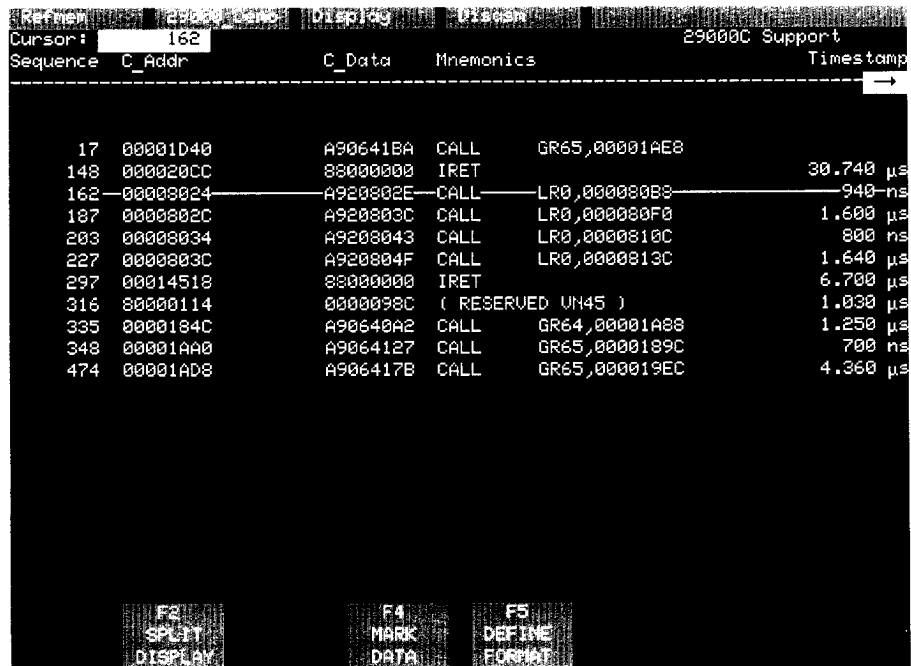 Refmem 29000_Demo Display Disasm
Cursor: 162 29000C Support
Sequence C_Addr C_Data Mnemonics Timestamp
→
17 00001D40 A90641BA CALL GR65,00001AE8
148 000020CC 88000000 IRET 30.740 µs
162 00008024 A920802E CALL LR0,000080B8 940 ns
187 0000802C A920803C CALL LR0,000080F0 1.600 µs
203 00008034 A9208043 CALL LR0,0000810C 800 ns
227 0000803C A920804F CALL LR0,0000813C 1.640 µs
297 00014518 88000000 IRET 6.700 µs
316 80000114 0000098C ( RESERVED VN45 ) 1.030 µs
335 0000184C A90640A2 CALL GR64,00001A88 1.250 µs
348 00001AA0 A9064127 CALL GR65,0000189C 700 ns
474 00001AD8 A906417B CALL GR65,000019EC 4.360 µs
F2 F4 F5
SPLIT MARK DEFINE
DISPLAY DATA FORMAT